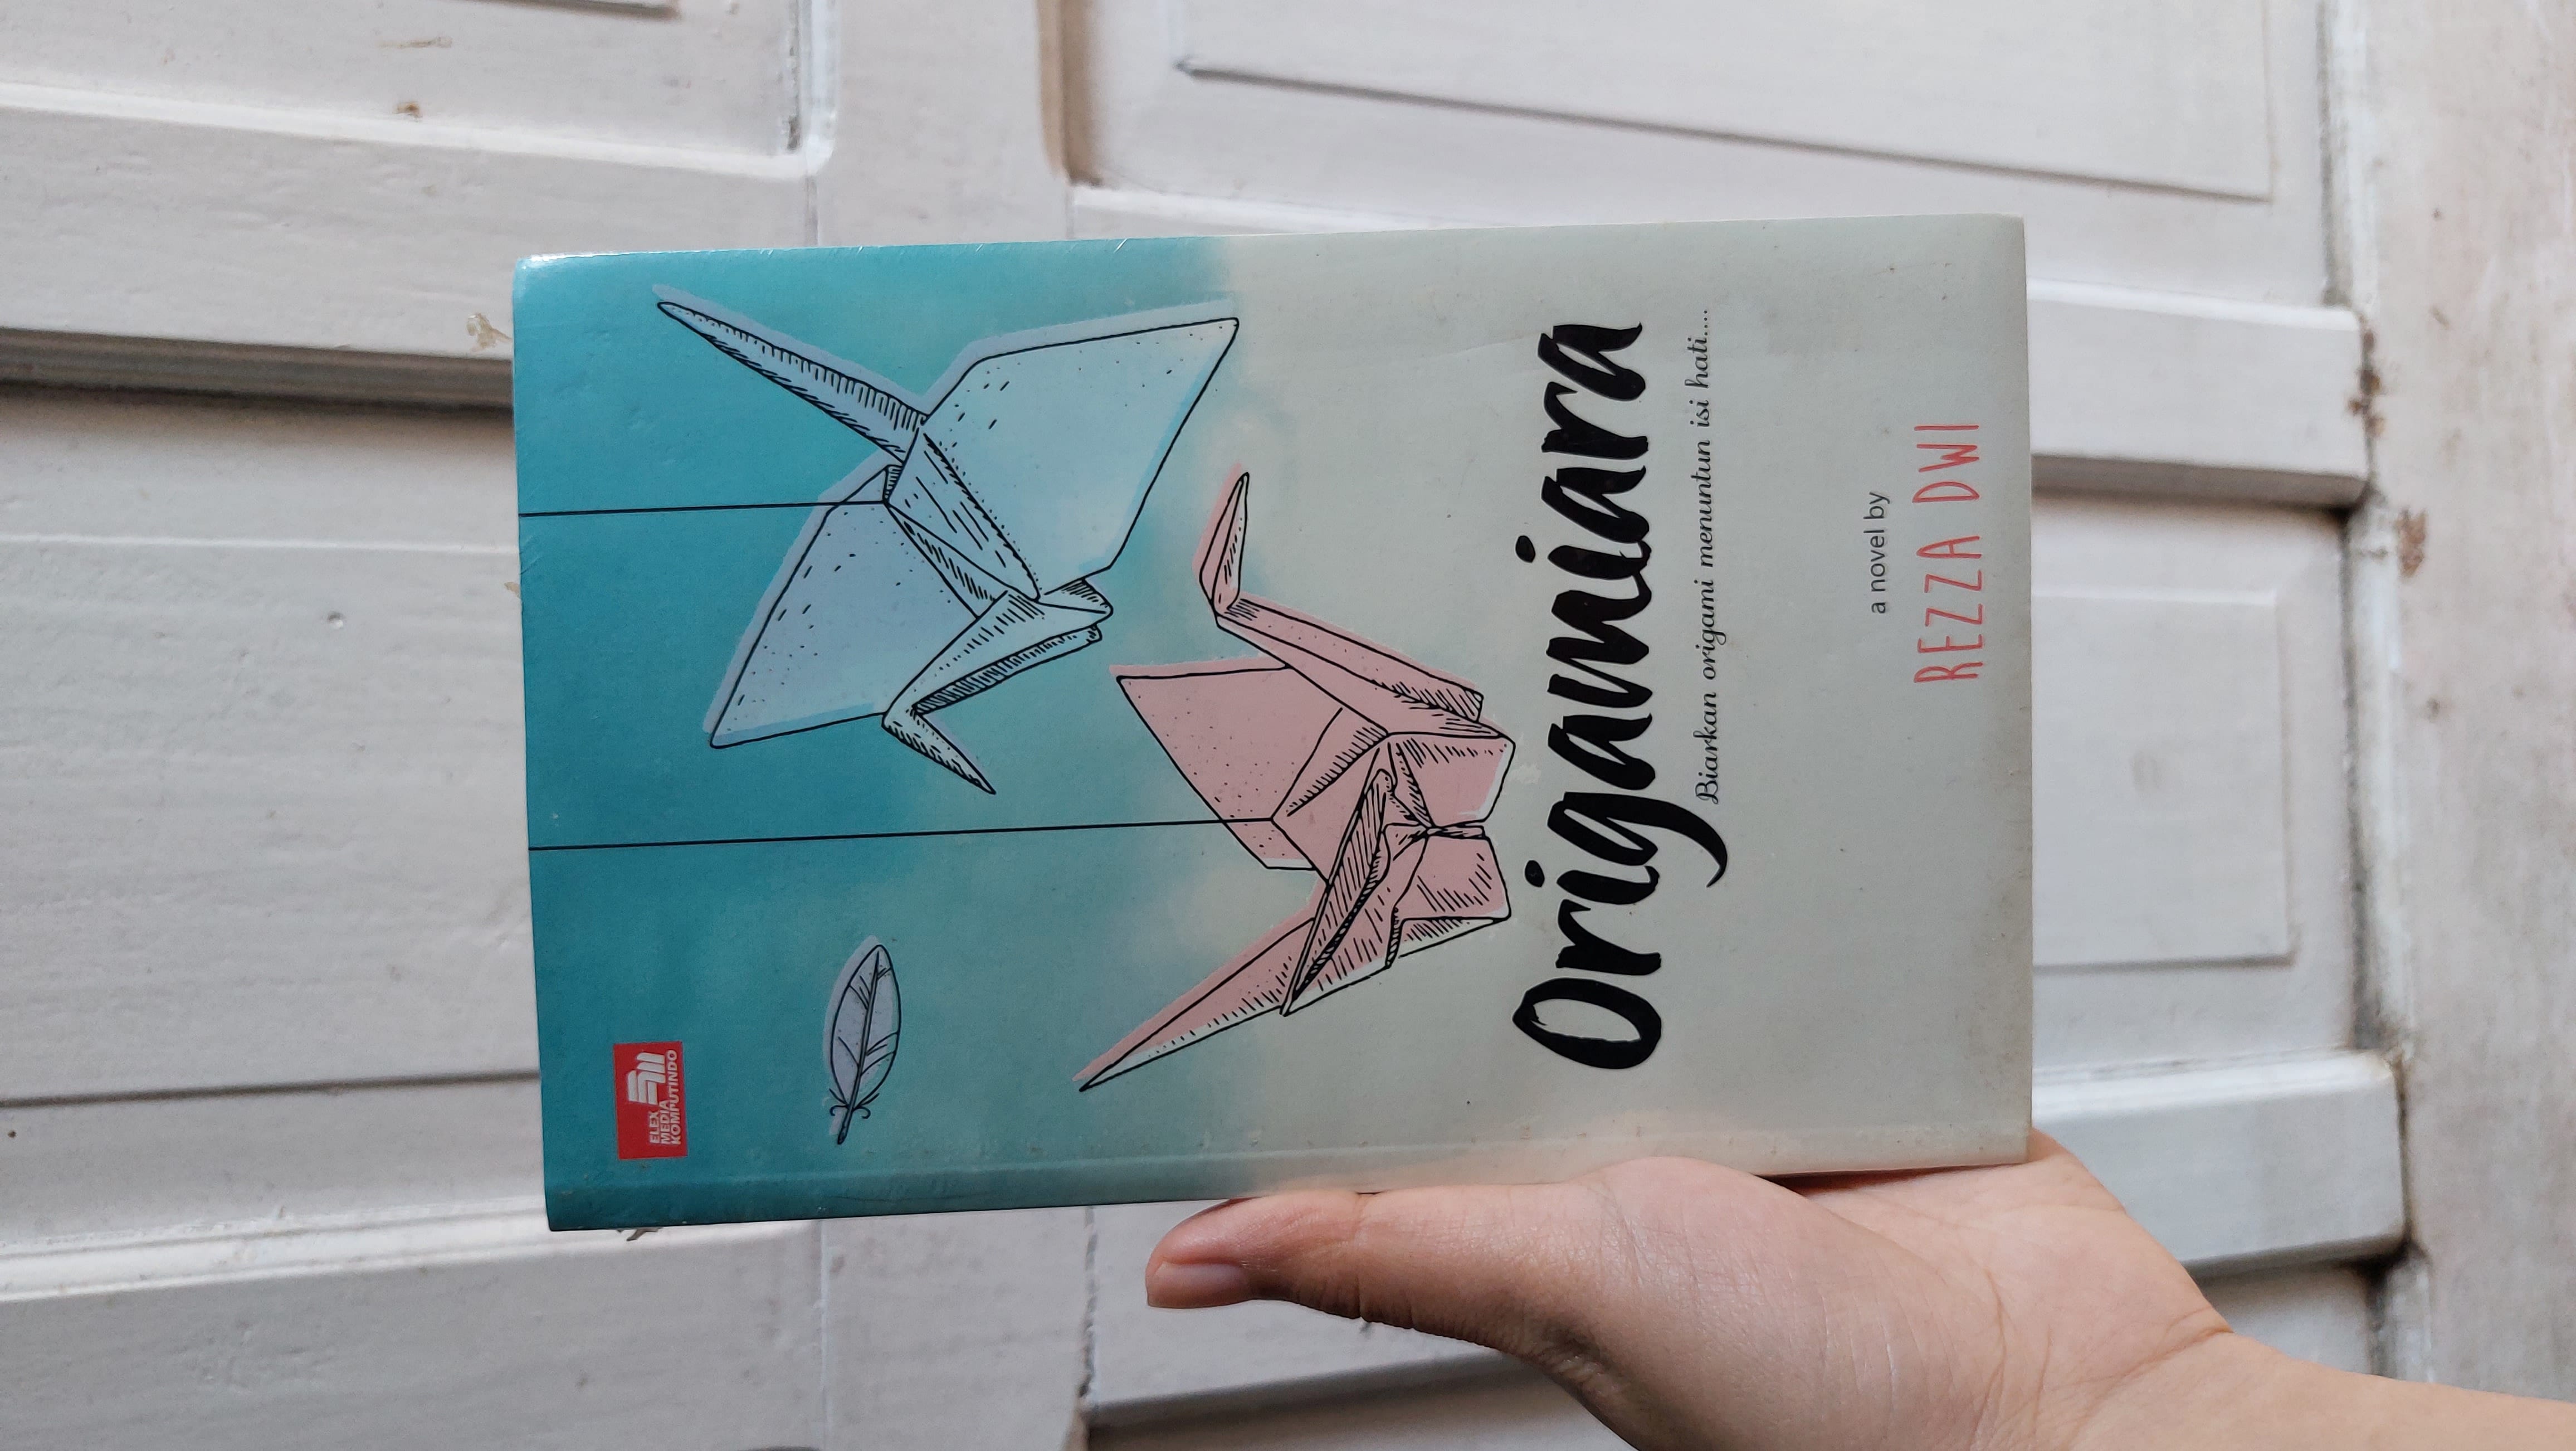 ELEX
MEDIA
KOMPUTINDO
Origamiara
Biarkan origami menuntun isi hati....
a novel by
REZZA DWI